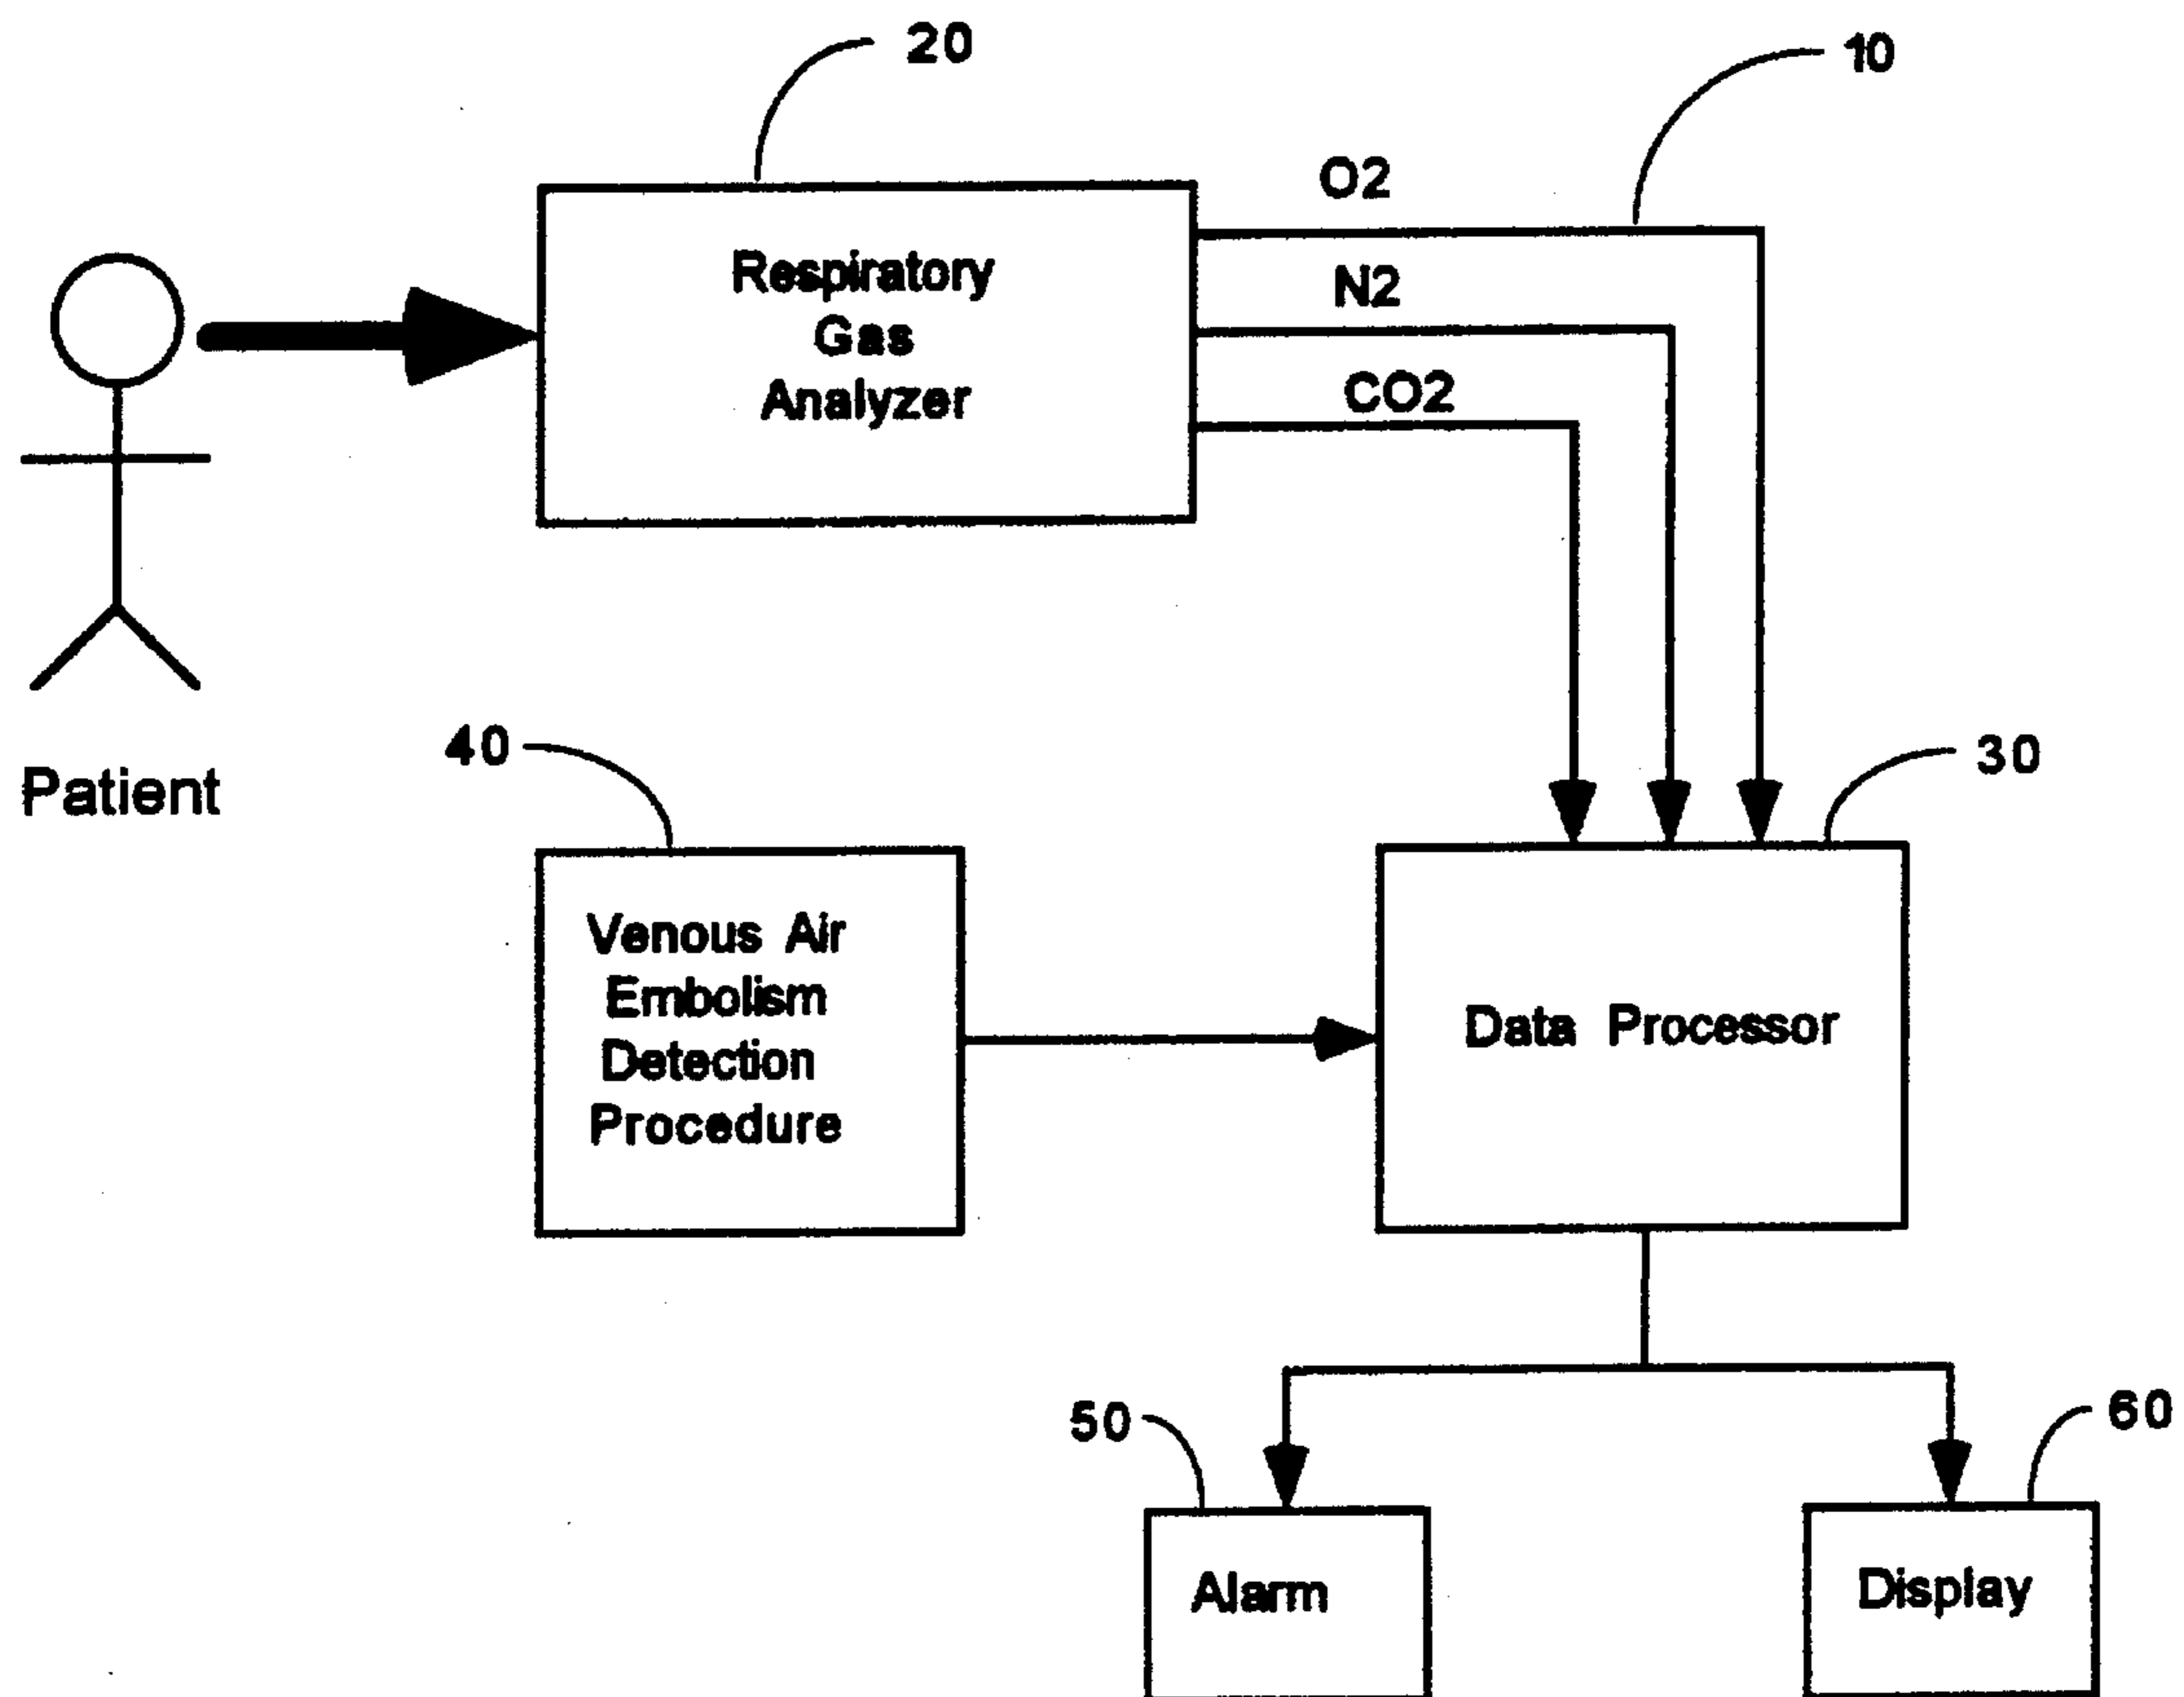 20
10
O2
Respiratory
Gas
Analyzer
N2
CO2
Patient
40
30
Venous Air
Embolism
Detection
Procedure
Data Processor
50
60
Alarm
Display